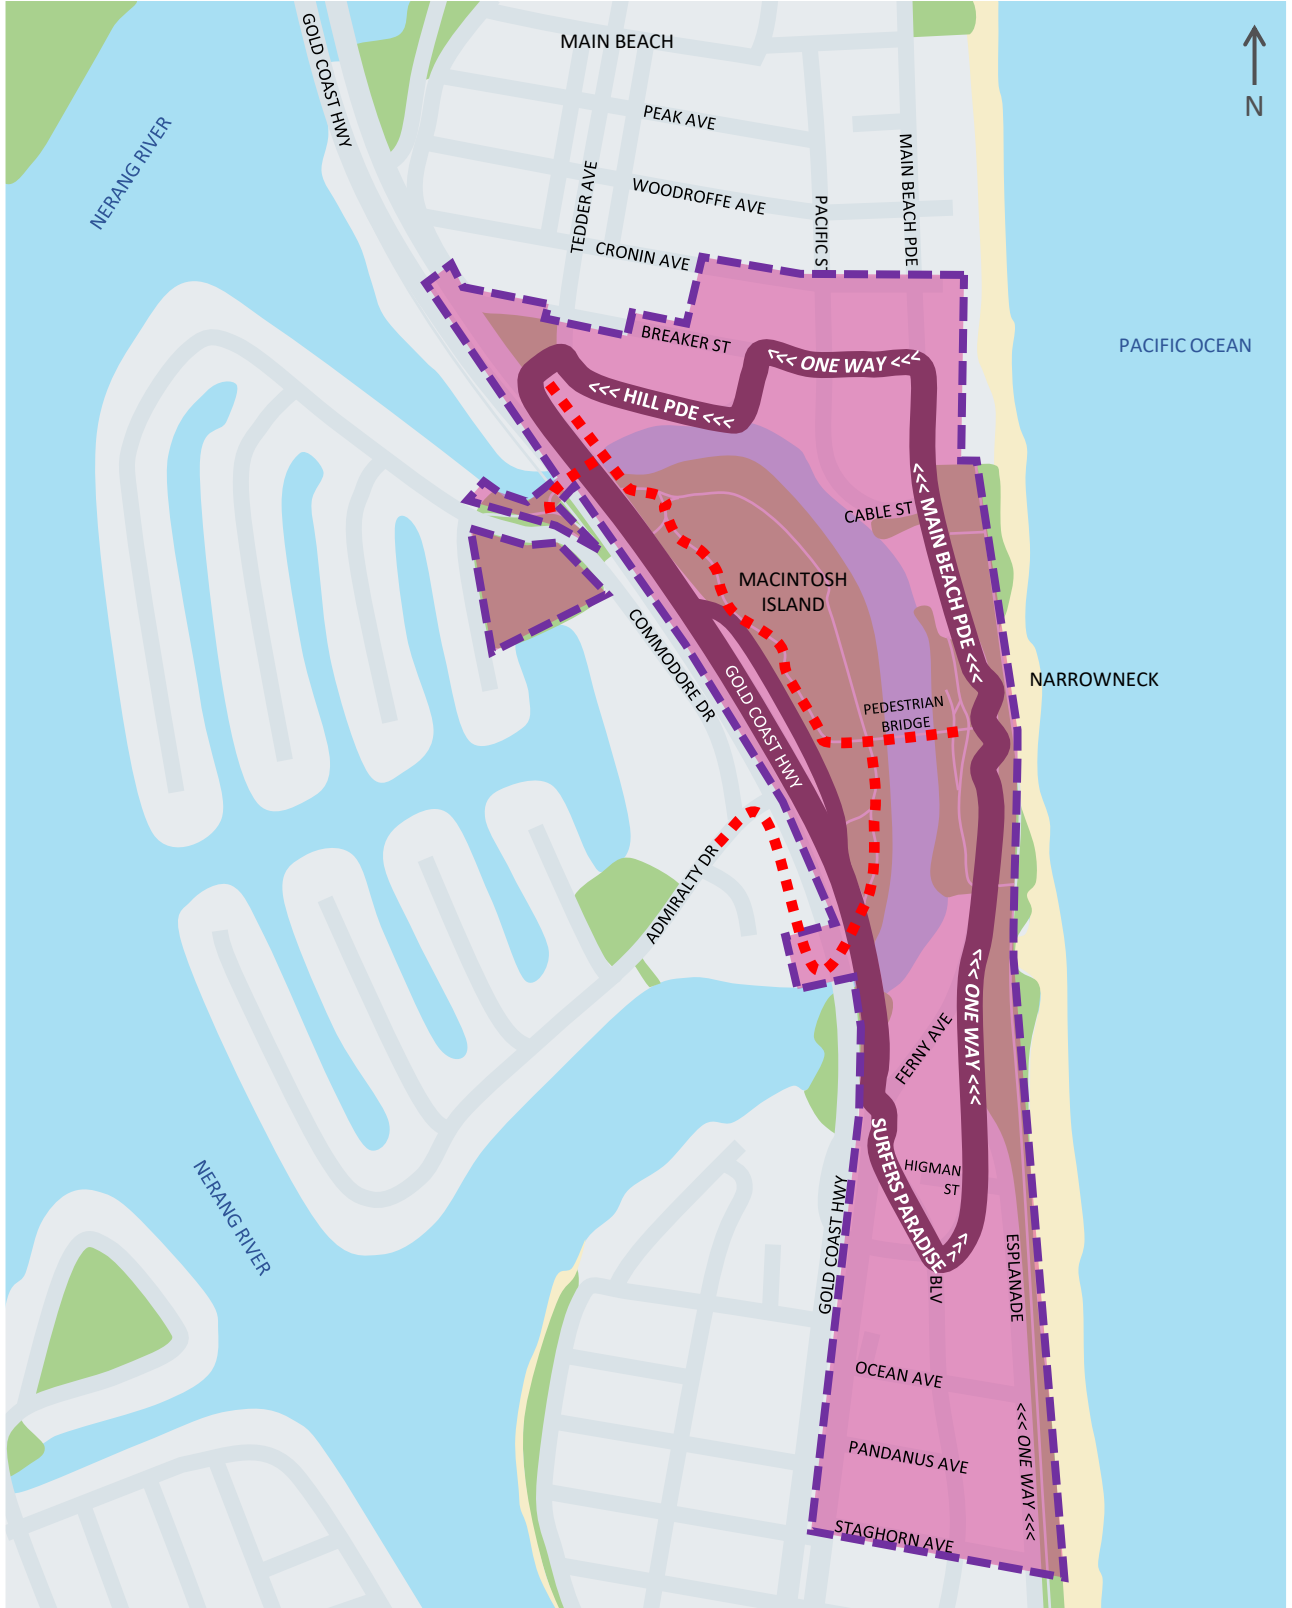 GOLD COAST HWY
MAIN BEACH
N
PEAK AVE
NERANG RIVER
MAIN BEACH PDE
TEDDER AVE
WOODROFFE AVE
PACIFIC S
CRONIN AVE
BREAKER ST
PACIFIC OCEAN
<<< ONE WAY <<<
<<< HILL PDE <<<
CABLE ST
<<< MAIN BEACH PDE <<<
MACINTOSH
ISLAND
COMMODORE DR
GOLD COAST HWY
NARROWNECK
PEDESTRIAN
BRIDGE
ADMIRALTY DR
<<< ONE WAY <<<
FERNY AVE
SURFERS PARADISE
>>>
HIGMAN
ST
NERANG RIVER
GOLD COAST HWY
BLV
ESPLANADE
OCEAN AVE
<<< ONE WAY <<<
PANDANUS AVE
STAGHORN AVE